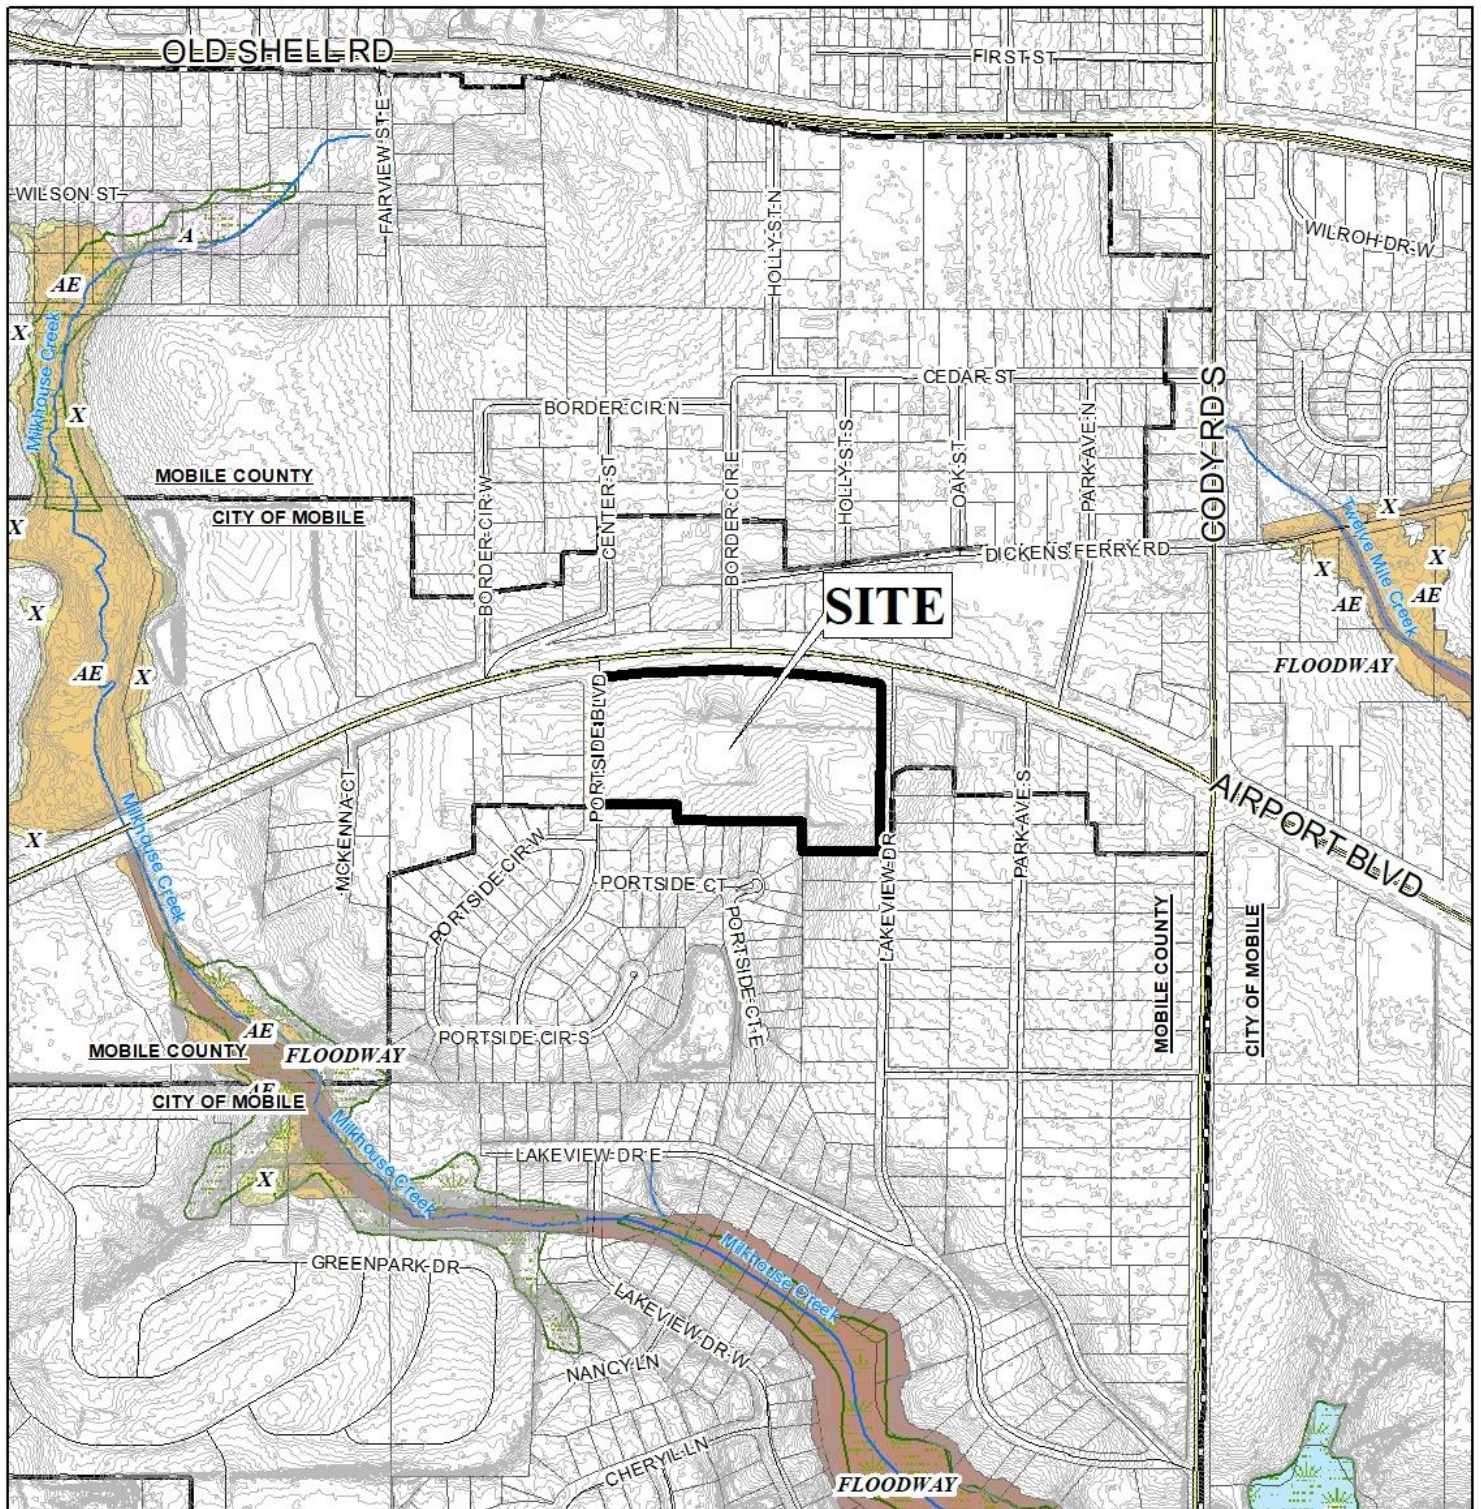 OLD SHELL RD
FIRST ST
FAIRVIEW ST E
WILSON ST
HOLLY ST N
A
WILROH DR W
AE
X
Milkhouse Creek
X
CEDAR ST
CODY RD S
BORDER CIR N
PARK AVE N
HOLLY ST S
OAK ST
MOBILE COUNTY
CITY OF MOBILE
BORDER CIR W
CENTER ST
BORDER CIR E
X
X
Twelve Mile Creek
DICKENS FERRY RD
X
X
AE
AE
X
SITE
FLOODWAY
AE
X
PORTSIDE BLVD
MCKENNA CT
PARK AVE S
AIRPORT BLVD
Milkhouse Creek
X
PORTSIDE CIR W
LAKEVIEW DR
PORTSIDE CT
PORTSIDE CT E
MOBILE COUNTY
CITY OF MOBILE
AE
PORTSIDE CIR S
MOBILE COUNTY
FLOODWAY
AE
CITY OF MOBILE
Milkhouse Creek
LAKEVIEW DR E
X
GREENPARK DR
Milkhouse Creek
LAKEVIEW DR W
NANCY LN
CHERYL LN
FLOODWAY